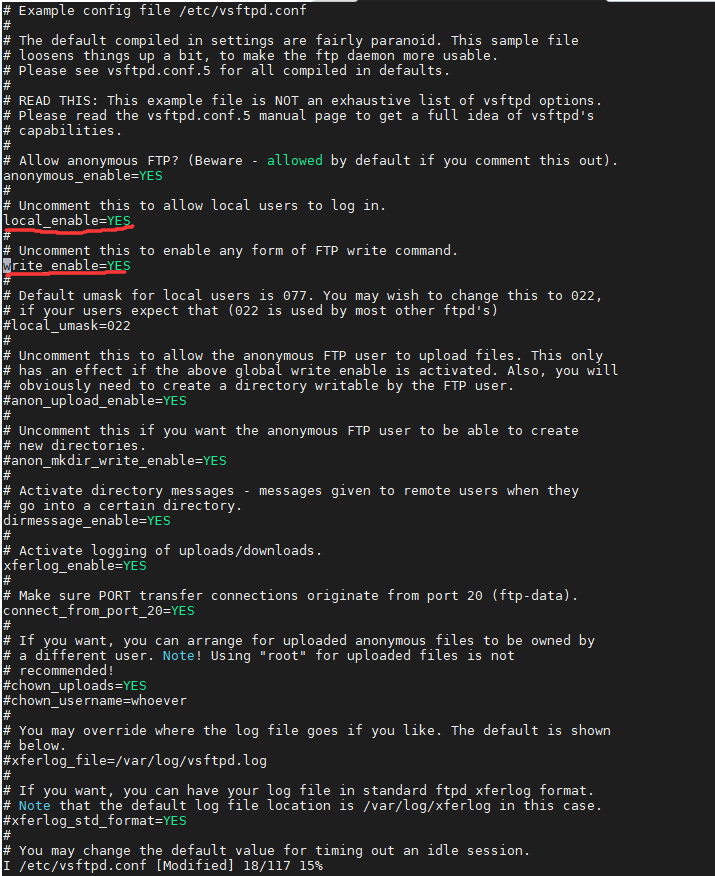 # Example config file /etc/vsftpd.conf
#
# The default compiled in settings are fairly paranoid. This sample file
# loosens things up a bit, to make the ftp daemon more usable.
# Please see vsftpd.conf.5 for all compiled in defaults.
#
# READ THIS: This example file is NOT an exhaustive list of vsftpd options.
# Please read the vsftpd.conf.5 manual page to get a full idea of vsftpd's
# capabilities.
#
# Allow anonymous FTP? (Beware - allowed by default if you comment this out).
anonymous_enable=YES
#
# Uncomment this to allow local users to log in.
local_enable=YES
#
# Uncomment this to enable any form of FTP write command.
write_enable=YES
#
# Default umask for local users is 077. You may wish to change this to 022,
# if your users expect that (022 is used by most other ftpd's)
#local_umask=022
#
# Uncomment this to allow the anonymous FTP user to upload files. This only
# has an effect if the above global write enable is activated. Also, you will
# obviously need to create a directory writable by the FTP user.
#anon_upload_enable=YES
#
# Uncomment this if you want the anonymous FTP user to be able to create
# new directories.
#anon_mkdir_write_enable=YES
#
# Activate directory messages - messages given to remote users when they
# go into a certain directory.
dirmessage_enable=YES
#
# Activate logging of uploads/downloads.
xferlog_enable=YES
#
# Make sure PORT transfer connections originate from port 20 (ftp-data).
connect_from_port_20=YES
#
# If you want, you can arrange for uploaded anonymous files to be owned by
# a different user. Note! Using "root" for uploaded files is not
# recommended!
#chown_uploads=YES
#chown_username=whoever
#
# You may override where the log file goes if you like. The default is shown
# below.
#xferlog_file=/var/log/vsftpd.log
#
# If you want, you can have your log file in standard ftpd xferlog format.
# Note that the default log file location is /var/log/xferlog in this case.
#xferlog_std_format=YES
#
# You may change the default value for timing out an idle session.
I /etc/vsftpd.conf [Modified] 18/117 15%